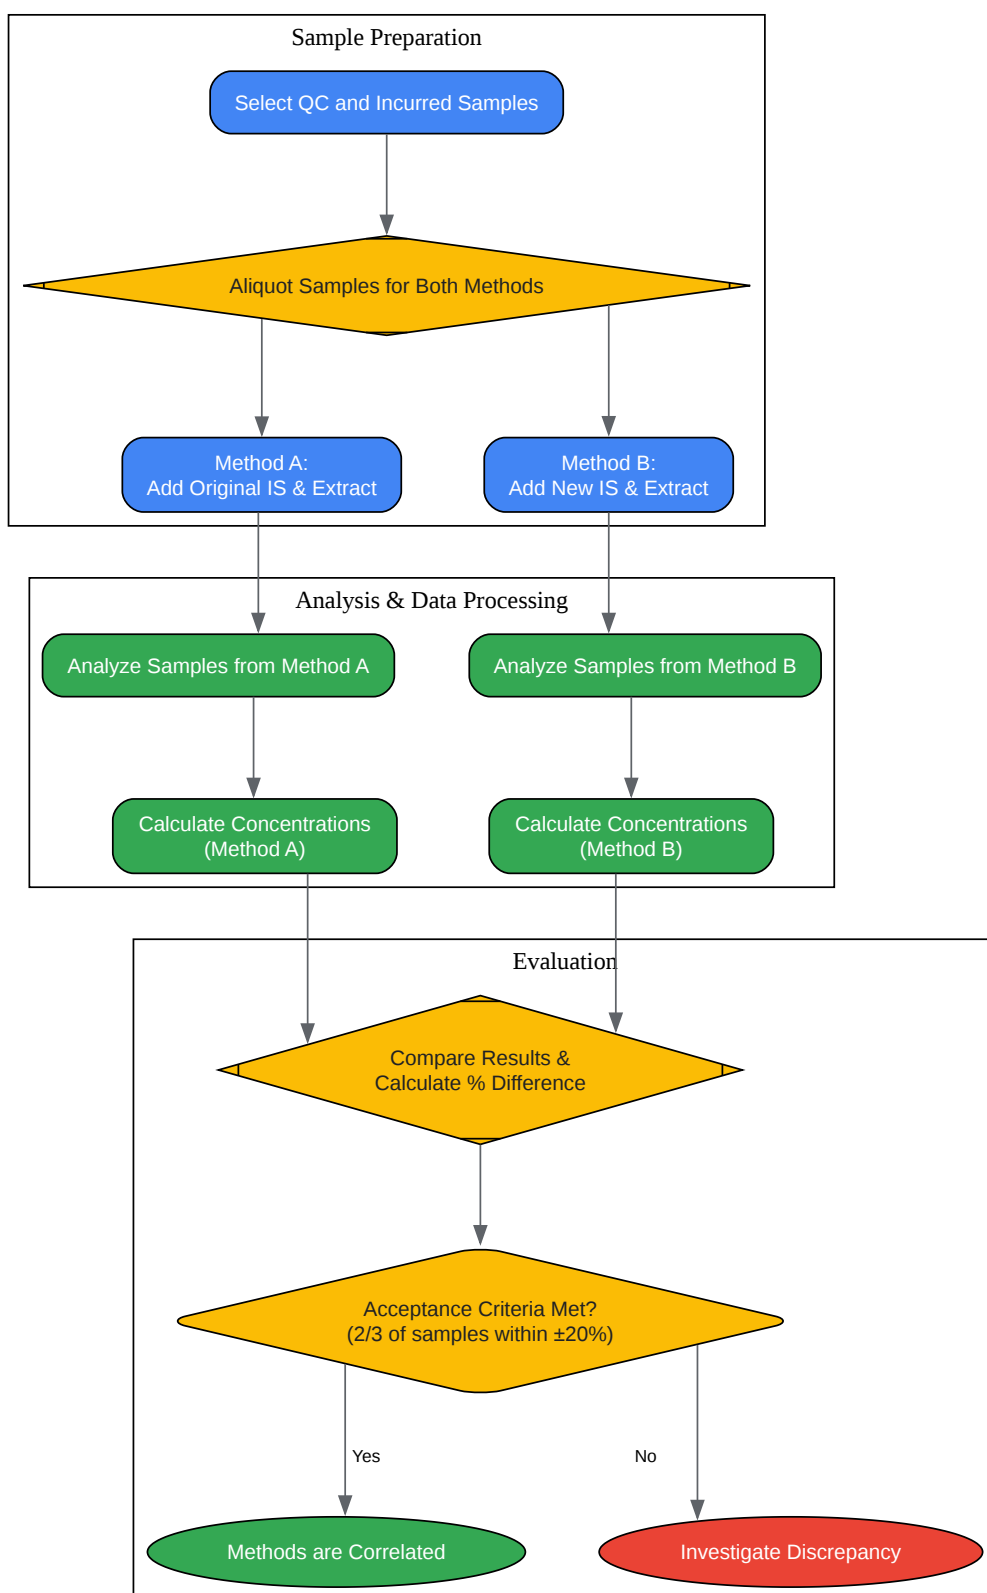 Sample Preparation
Select QC and Incurred Samples
Aliquot Samples for Both Methods
Method A:
Add Original IS & Extract
Method B:
Add New IS & Extract
Analysis & Data Processing
Analyze Samples from Method A
Analyze Samples from Method B
Calculate Concentrations
(Method A)
Calculate Concentrations
(Method B)
Evaluation
Compare Results &
Calculate % Difference
Acceptance Criteria Met?
(2/3 of samples within ±20%)
Yes
No
Methods are Correlated
Investigate Discrepancy